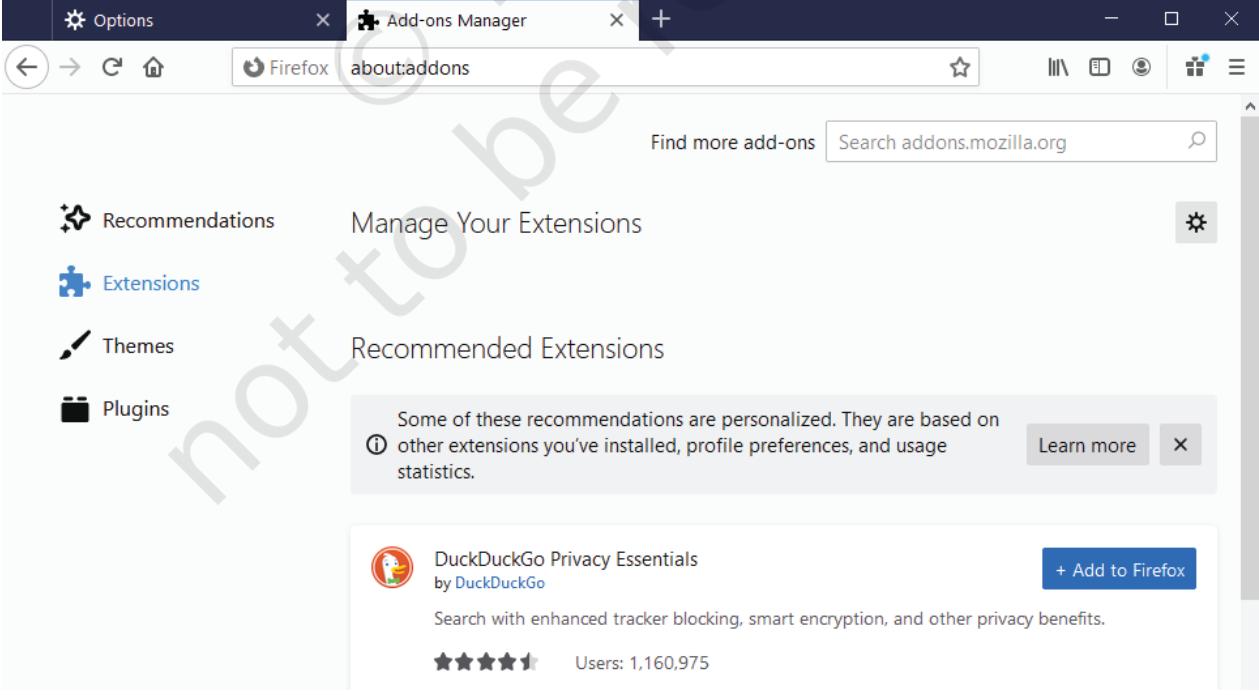 Options
Add-ons Manager
Firefox
about:addons
Find more add-ons
Search addons.mozilla.org
Recommendations
Manage Your Extensions
Extensions
Themes
Recommended Extensions
Plugins
Some of these recommendations are personalized. They are based on
other extensions you've installed, profile preferences, and usage
statistics.
Learn more
DuckDuckGo Privacy Essentials
by DuckDuckGo
+ Add to Firefox
Search with enhanced tracker blocking, smart encryption, and other privacy benefits.
Users: 1,160,975
© 
not to be